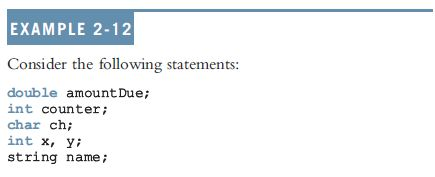 EXAMPLE 2-12
Consider the following statements:
double amountDue;
int counter;
char ch;
int x, y;
string name;